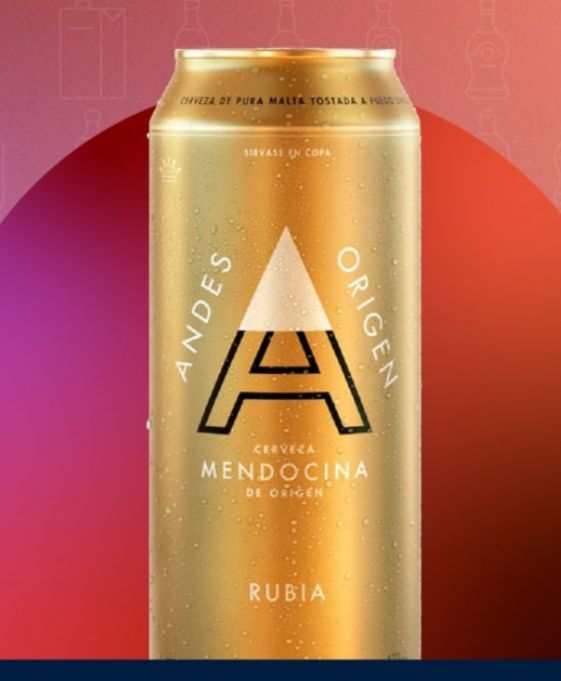 CERVEZA DE PURA MALTA TOSTADA A FUEGO
SIRVASE EN COPA
ANDES ORIGEN
CERVEZA
MENDOCINA
DE ORIGEN
RUBIA